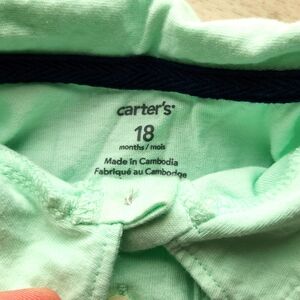 carter's®
18
months / mois
Made in Cambodia
Fabriqué au Cambodge